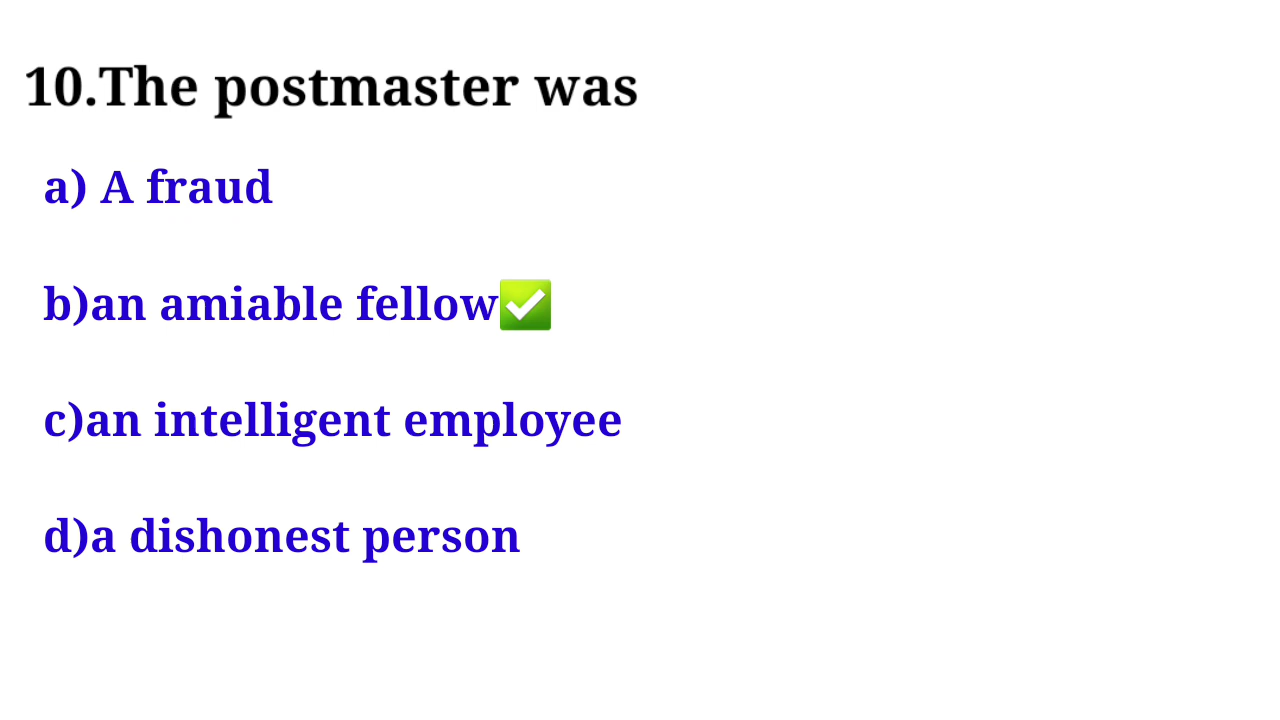 10.The postmaster was
a) A fraud
b)an amiable fellow✅
c)an intelligent employee
d)a dishonest person